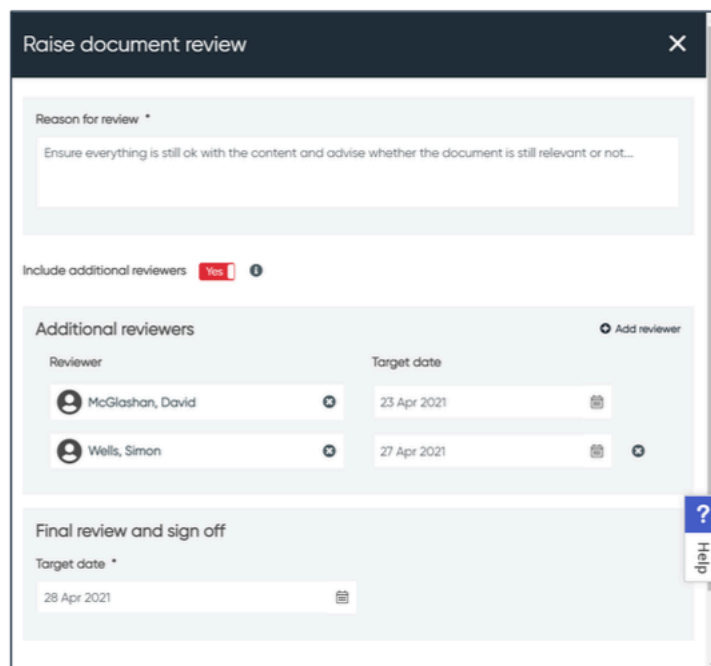 Raise document review
Reason for review *
Ensure everything is still ok with the content and advise whether the document is still relevant or not...
Include additional reviewers Yes
Additional reviewers
Add reviewer
Reviewer Target date
McGlashan, David 23 Apr 2021
Wells, Simon 27 Apr 2021
? Help
Final review and sign off
Target date *
28 Apr 2021